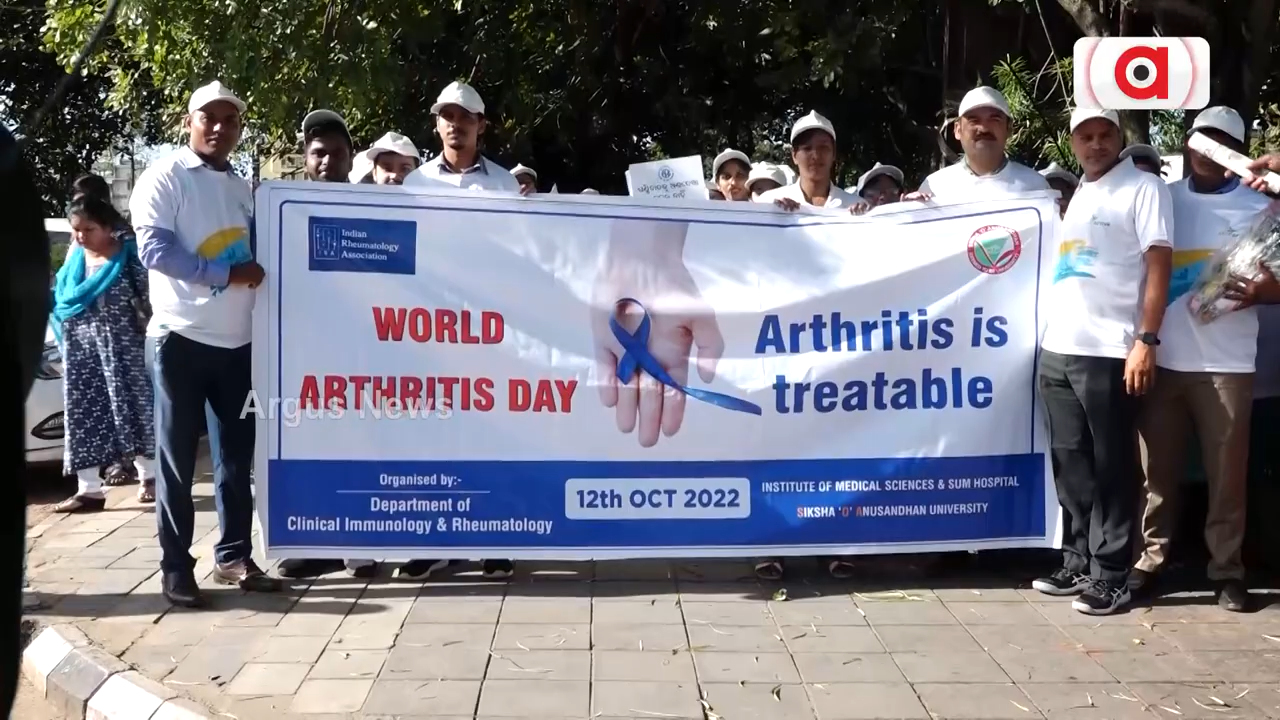 a
Indian
Rheumatology
Association
IRA
WORLD
ARTHRITIS DAY
Arthritis is
treatable
Argus News
Organised by:-
Department of
Clinical Immunology & Rheumatology
12th OCT 2022
INSTITUTE OF MEDICAL SCIENCES & SUM HOSPITAL
SIKSHA 'O' ANUSANDHAN UNIVERSITY